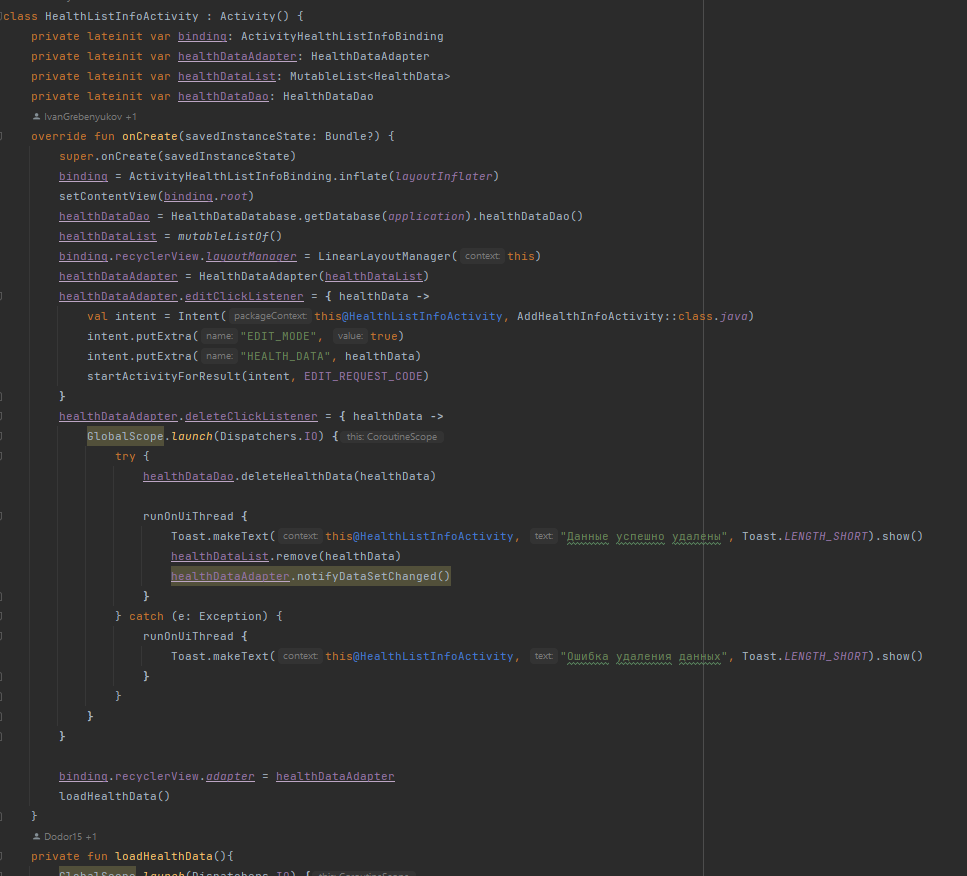 class HealthListInfoActivity : Activity() {
private lateinit var binding: ActivityHealthListInfoBinding
private lateinit var healthDataAdapter: HealthDataAdapter
private lateinit var healthDataList: MutableList<HealthData>
private lateinit var healthDataDao: HealthDataDao
IvanGrebenyukov +1
override fun onCreate(savedInstanceState: Bundle?) {
super.onCreate(savedInstanceState)
binding = ActivityHealthListInfoBinding.inflate(layoutInflater)
setContentView(binding.root)
healthDataDao = HealthDataDatabase.getDatabase(application).healthDataDao()
healthDataList = mutableListOf()
binding.recyclerView.layoutManager = LinearLayoutManager( context: this)
healthDataAdapter = HealthDataAdapter(healthDataList)
healthDataAdapter.editClickListener = { healthData ->
val intent = Intent( packageContext: this@HealthListInfoActivity, AddHealthInfoActivity::class.java)
intent.putExtra( name: "EDIT_MODE", value: true)
intent.putExtra( name: "HEALTH_DATA", healthData)
startActivityForResult(intent, EDIT_REQUEST_CODE)
}
healthDataAdapter.deleteClickListener = { healthData ->
GlobalScope.launch(Dispatchers.IO) { this: CoroutineScope
try {
healthDataDao.deleteHealthData(healthData)
runOnUiThread {
Toast.makeText( context: this@HealthListInfoActivity, text: "Данные успешно удалены", Toast.LENGTH_SHORT).show()
healthDataList.remove(healthData)
healthDataAdapter.notifyDataSetChanged()
}
} catch (e: Exception) {
runOnUiThread {
Toast.makeText( context: this@HealthListInfoActivity, text: "Ошибка удаления данных", Toast.LENGTH_SHORT).show()
}
}
}
}
binding.recyclerView.adapter = healthDataAdapter
loadHealthData()
}
Dodor15 +1
private fun loadHealthData(){
GlobalScope.launch(Dispatchers.IO) { this: CoroutineScope